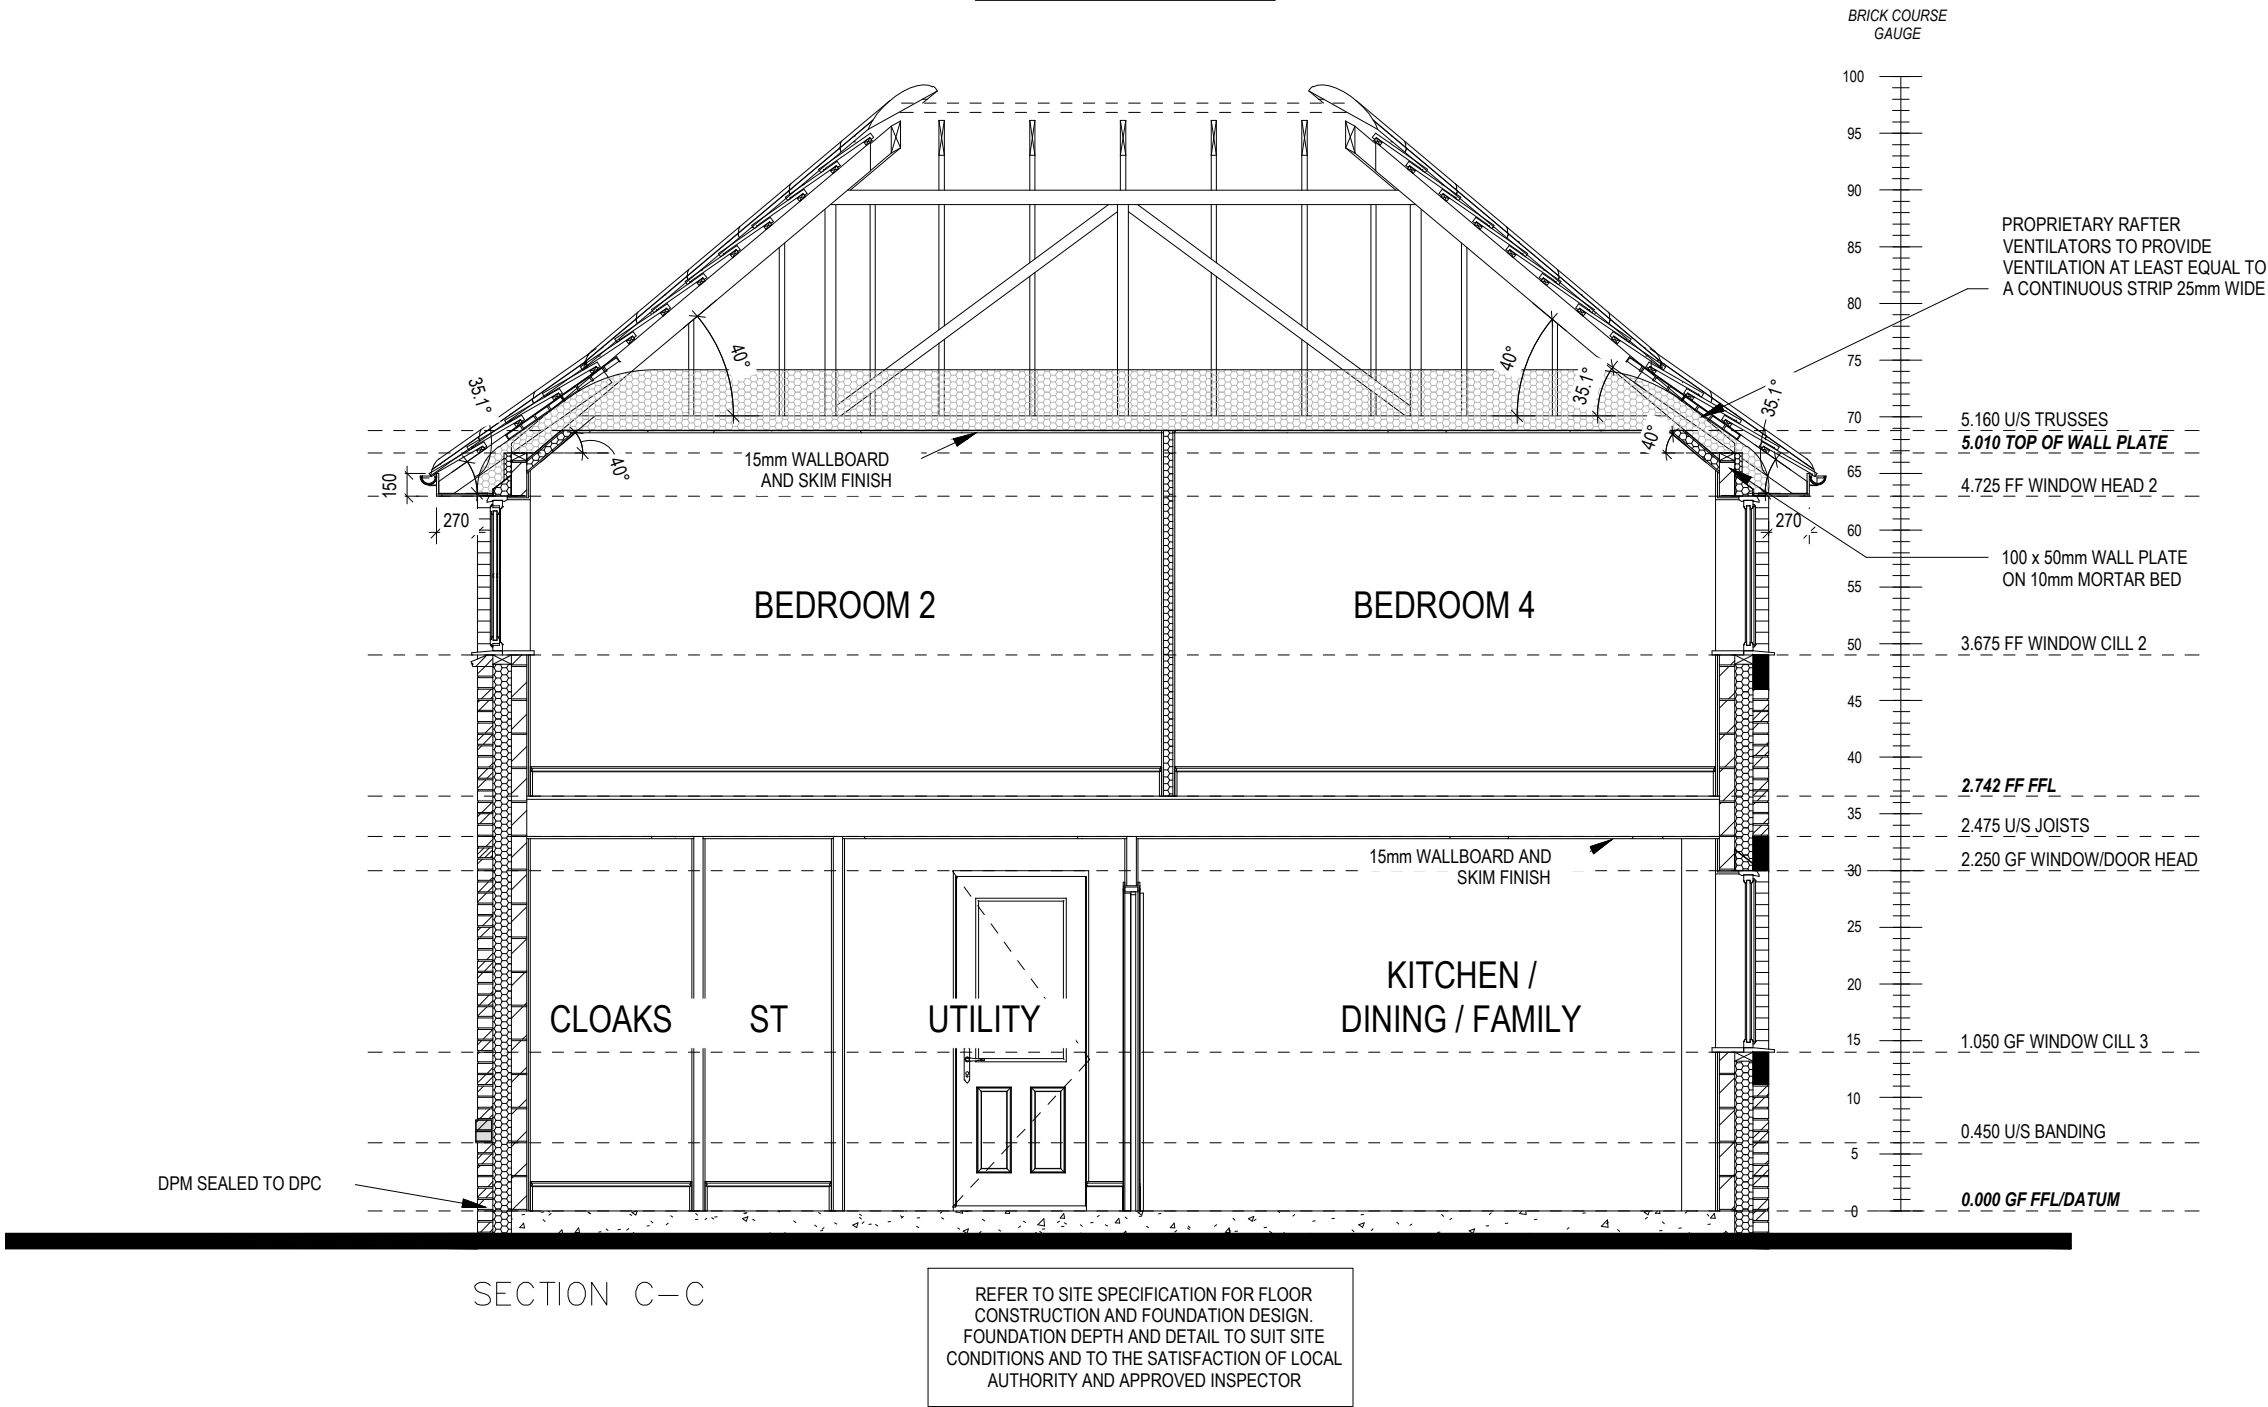 BRICK COURSE
GAUGE
100
95
90
85
80
75
70
65
60
55
50
45
40
35
30
25
20
15
10
5
0
PROPRIETARY RAFTER
VENTILATORS TO PROVIDE
VENTILATION AT LEAST EQUAL TO
A CONTINUOUS STRIP 25mm WIDE
5.160 U/S TRUSSES
5.010 TOP OF WALL PLATE
4.725 FF WINDOW HEAD 2
100 x 50mm WALL PLATE
ON 10mm MORTAR BED
3.675 FF WINDOW CILL 2
2.742 FF FFL
2.475 U/S JOISTS
2.250 GF WINDOW/DOOR HEAD
1.050 GF WINDOW CILL 3
0.450 U/S BANDING
0.000 GF FFL/DATUM
35.1°
40°
40°
35.1°
35.1°
40°
40°
150
270
270
15mm WALLBOARD
AND SKIM FINISH
BEDROOM 2
BEDROOM 4
15mm WALLBOARD AND
SKIM FINISH
CLOAKS
ST
UTILITY
KITCHEN /
DINING / FAMILY
DPM SEALED TO DPC
SECTION C-C
REFER TO SITE SPECIFICATION FOR FLOOR
CONSTRUCTION AND FOUNDATION DESIGN.
FOUNDATION DEPTH AND DETAIL TO SUIT SITE
CONDITIONS AND TO THE SATISFACTION OF LOCAL
AUTHORITY AND APPROVED INSPECTOR